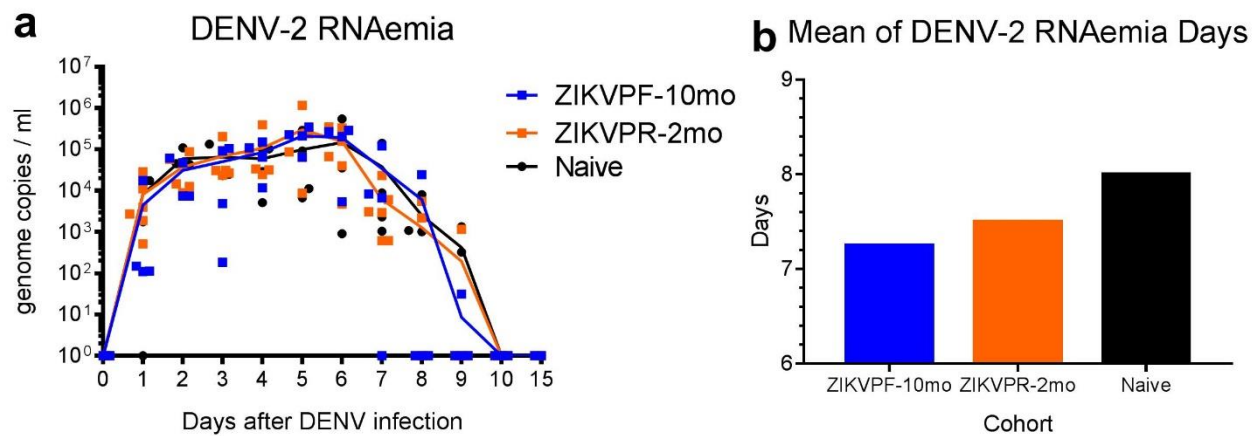 a
DENV-2 RNAemia
genome copies / ml
10^7
10^6
10^5
10^4
10^3
10^2
10^1
10^0
0 1 2 3 4 5 6 7 8 9 10 15
Days after DENV infection
ZIKVPF-10mo
ZIKVPR-2mo
Naive
b Mean of DENV-2 RNAemia Days
Days
9
8
7
6
ZIKVPF-10mo ZIKVPR-2mo Naive
Cohort